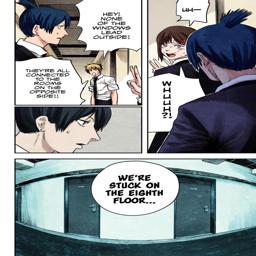 HEY!
NONE
OF THE
WINDOWS
LEAD
OUTSIDE!
THEY'RE ALL
CONNECTED
TO THE
ROOMS
ON THE
OPPOSITE
SIDE!!
UH—
WHUUH?!
WE'RE
STUCK ON
THE EIGHTH
FLOOR...